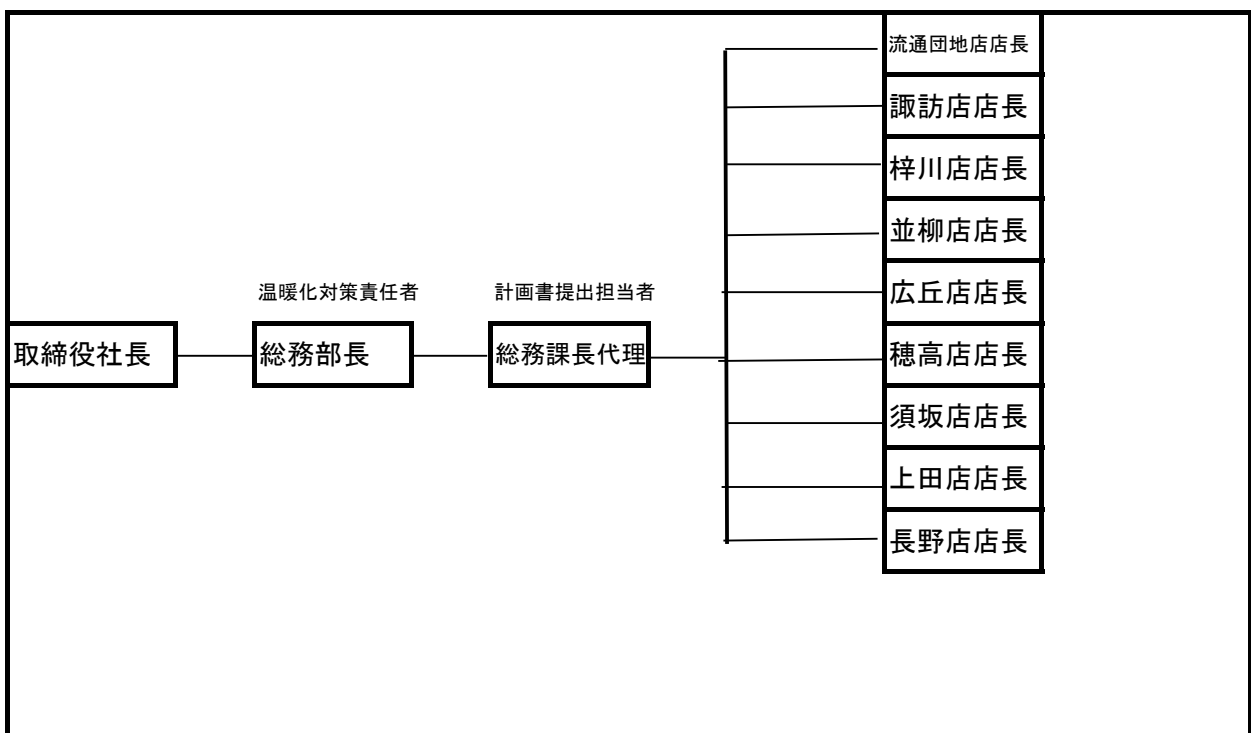 流通団地店店長
諏訪店店長
梓川店店長
並柳店店長
広丘店店長
穂高店店長
須坂店店長
上田店店長
長野店店長
温暖化対策責任者
計画書提出担当者
取締役社長
総務部長
総務課長代理